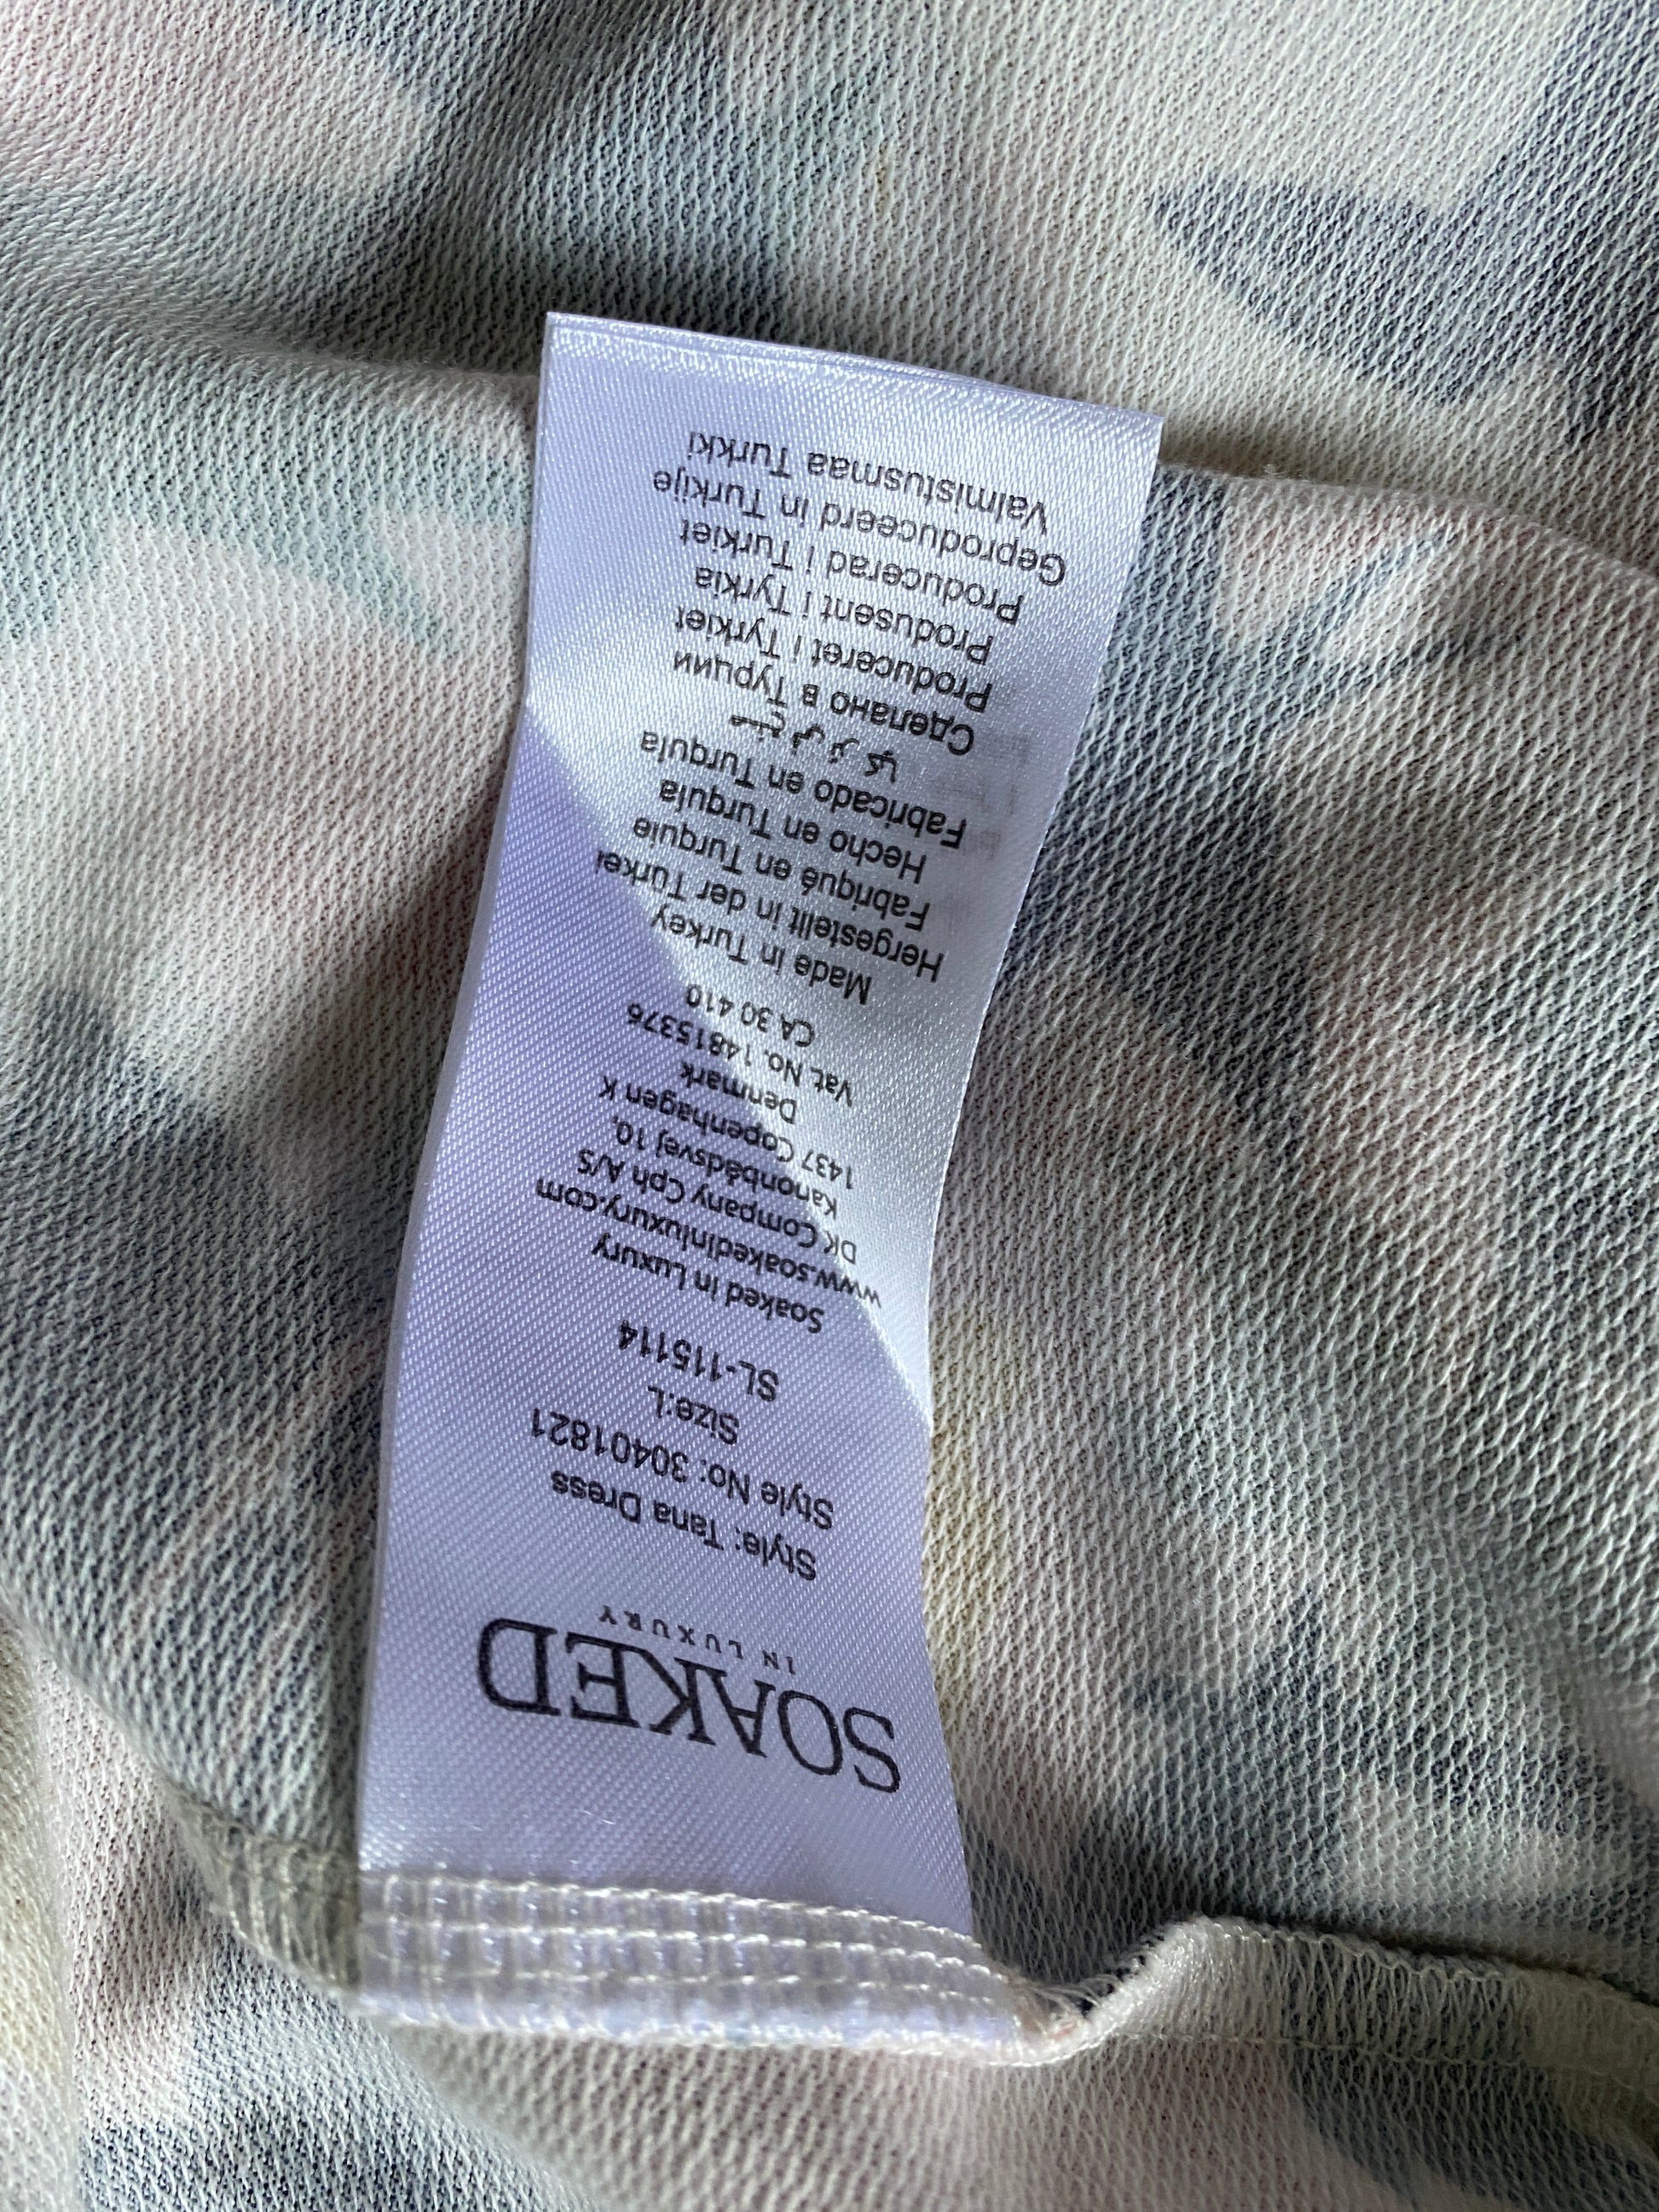 SOAKED
IN LUXURY
Style: Tana Dress
Style No: 30401821
Size:L
SL-115114
Soaked in Luxury
www.soakedinluxury.com
DK Company Cph A/S
Kanonbådsvej 10,
1437 Copenhagen K
Denmark
Vat. No. 14815376
CA 30 410
Made in Turkey
Hergestellt in der Türkei
Fabriqué en Turquie
Hecho en Turquía
Fabricado en Turquía
Сделано в Турции
Produceret i Tyrkiet
Produsent i Tyrkia
Producerad i Turkiet
Geproduceerd in Turkije
Valmistusmaa Turkki